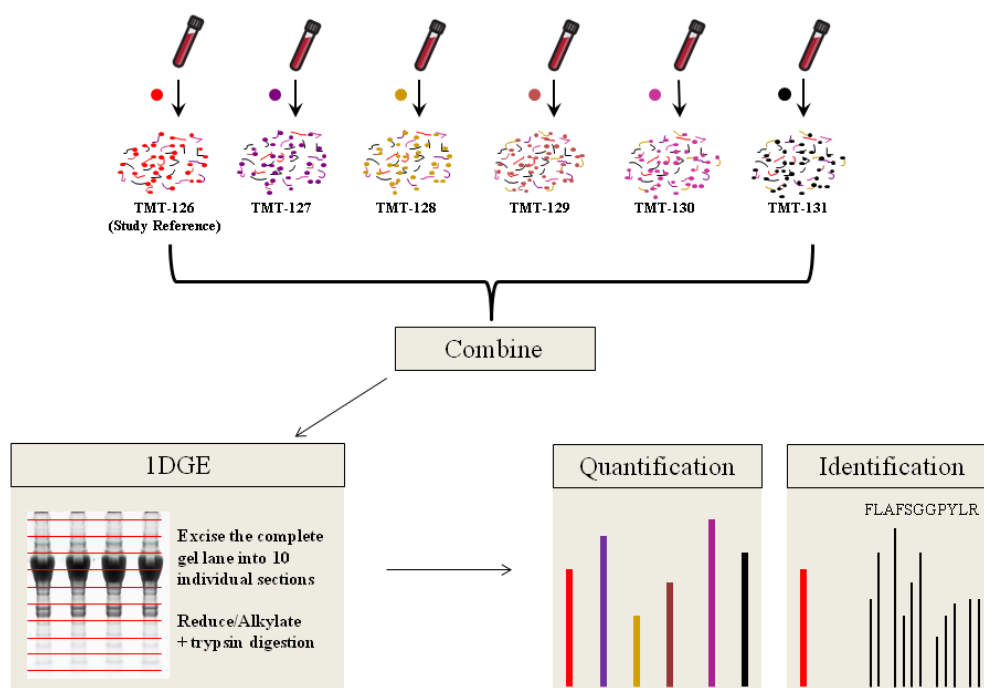 TMT-126
(Study Reference)
TMT-127
TMT-128
TMT-129
TMT-130
TMT-131
Combine
1DGE
Excise the complete
gel lane into 10
individual sections
Reduce/Alkylate
+ trypsin digestion
Quantification
Identification
FLAFSGGPYLR